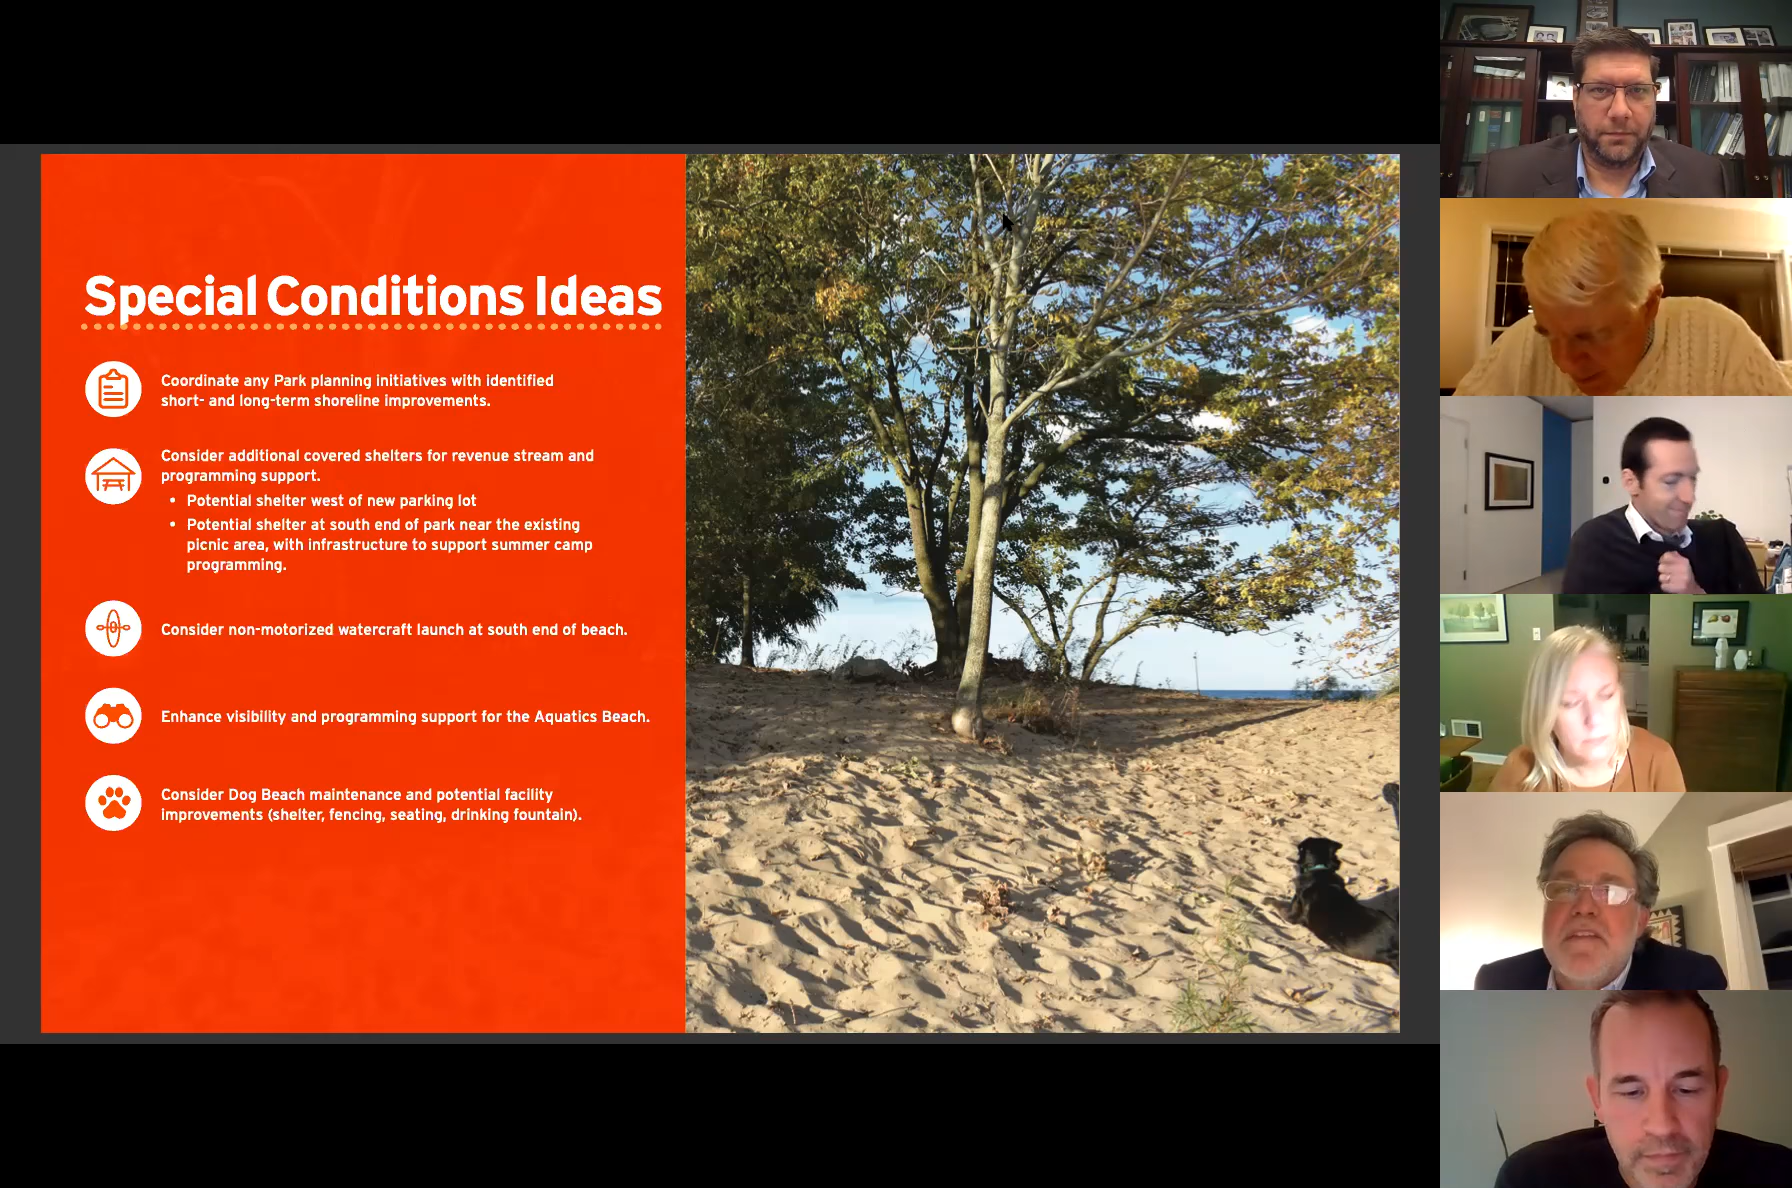 Special Conditions Ideas
Coordinate any Park planning initiatives with identified
short- and long-term shoreline improvements.
Consider additional covered shelters for revenue stream and
programming support.
• Potential shelter west of new parking lot
• Potential shelter at south end of park near the existing
picnic area, with infrastructure to support summer camp
programming.
Consider non-motorized watercraft launch at south end of beach.
Enhance visibility and programming support for the Aquatics Beach.
Consider Dog Beach maintenance and potential facility
improvements (shelter, fencing, seating, drinking fountain).